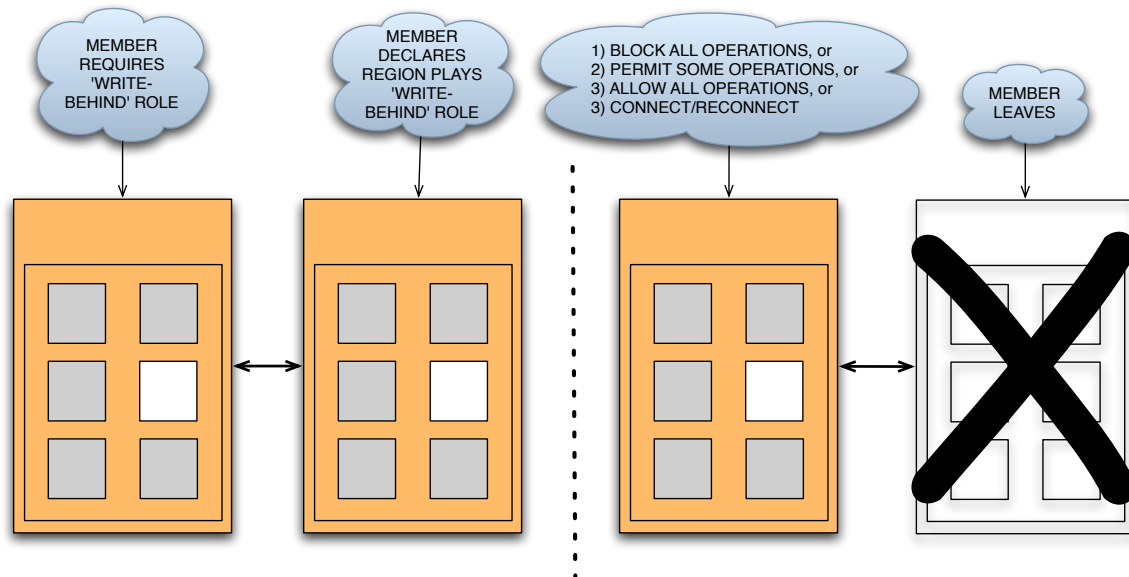 MEMBER
REQUIRES
'WRITE-
BEHIND' ROLE
MEMBER
DECLARES
REGION PLAYS
'WRITE-
BEHIND' ROLE
1) BLOCK ALL OPERATIONS, or
2) PERMIT SOME OPERATIONS, or
3) ALLOW ALL OPERATIONS, or
3) CONNECT/RECONNECT
MEMBER
LEAVES